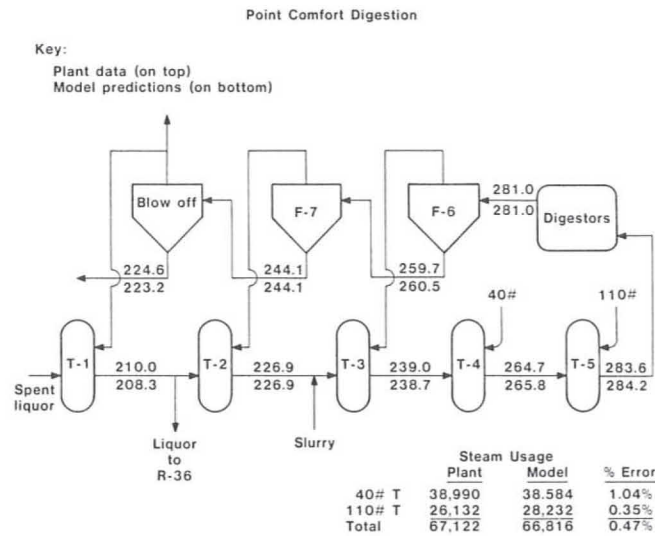 Point Comfort Digestion
Key:
Plant data (on top)
Model predictions (on bottom)
Blow off
F-7
F-6
281.0
281.0
Digestors
224.6
223.2
244.1
244.1
259.7
260.5
40#
110#
T-1
210.0
208.3
T-2
226.9
226.9
T-3
239.0
238.7
T-4
264.7
265.8
T-5
283.6
284.2
Spent
liquor
Liquor
to
R-36
Slurry
Steam Usage
Plant Model % Error
40# T 38,990 38.584 1.04%
110# T 26,132 28,232 0.35%
Total 67,122 66,816 0.47%